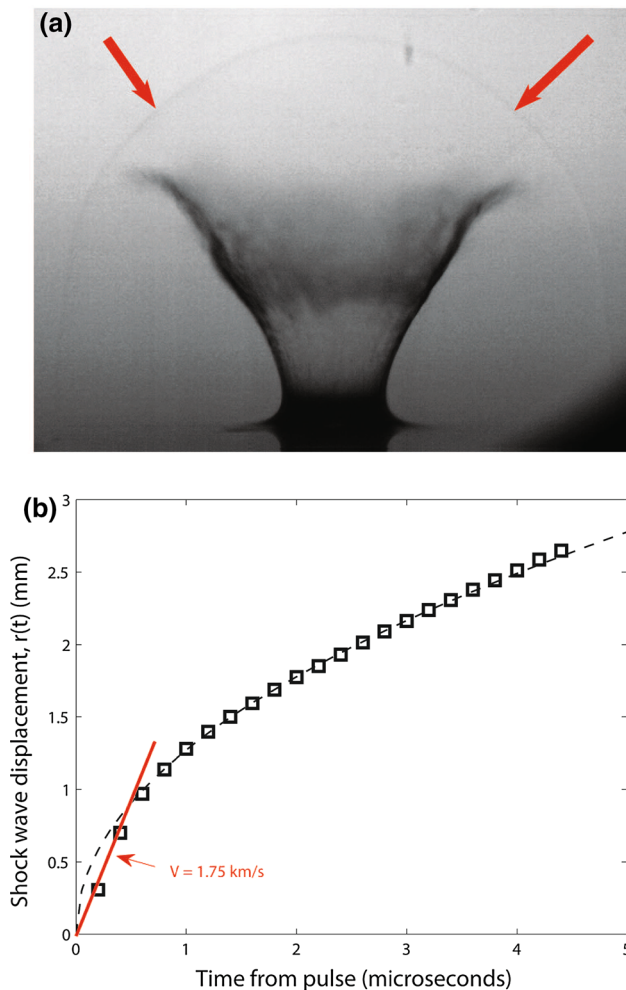 (a)
(b)
3
2.5
2
1.5
1
0.5
0
Shock wave displacement, r(t) (mm)
V = 1.75 km/s
0 1 2 3 4 5
Time from pulse (microseconds)